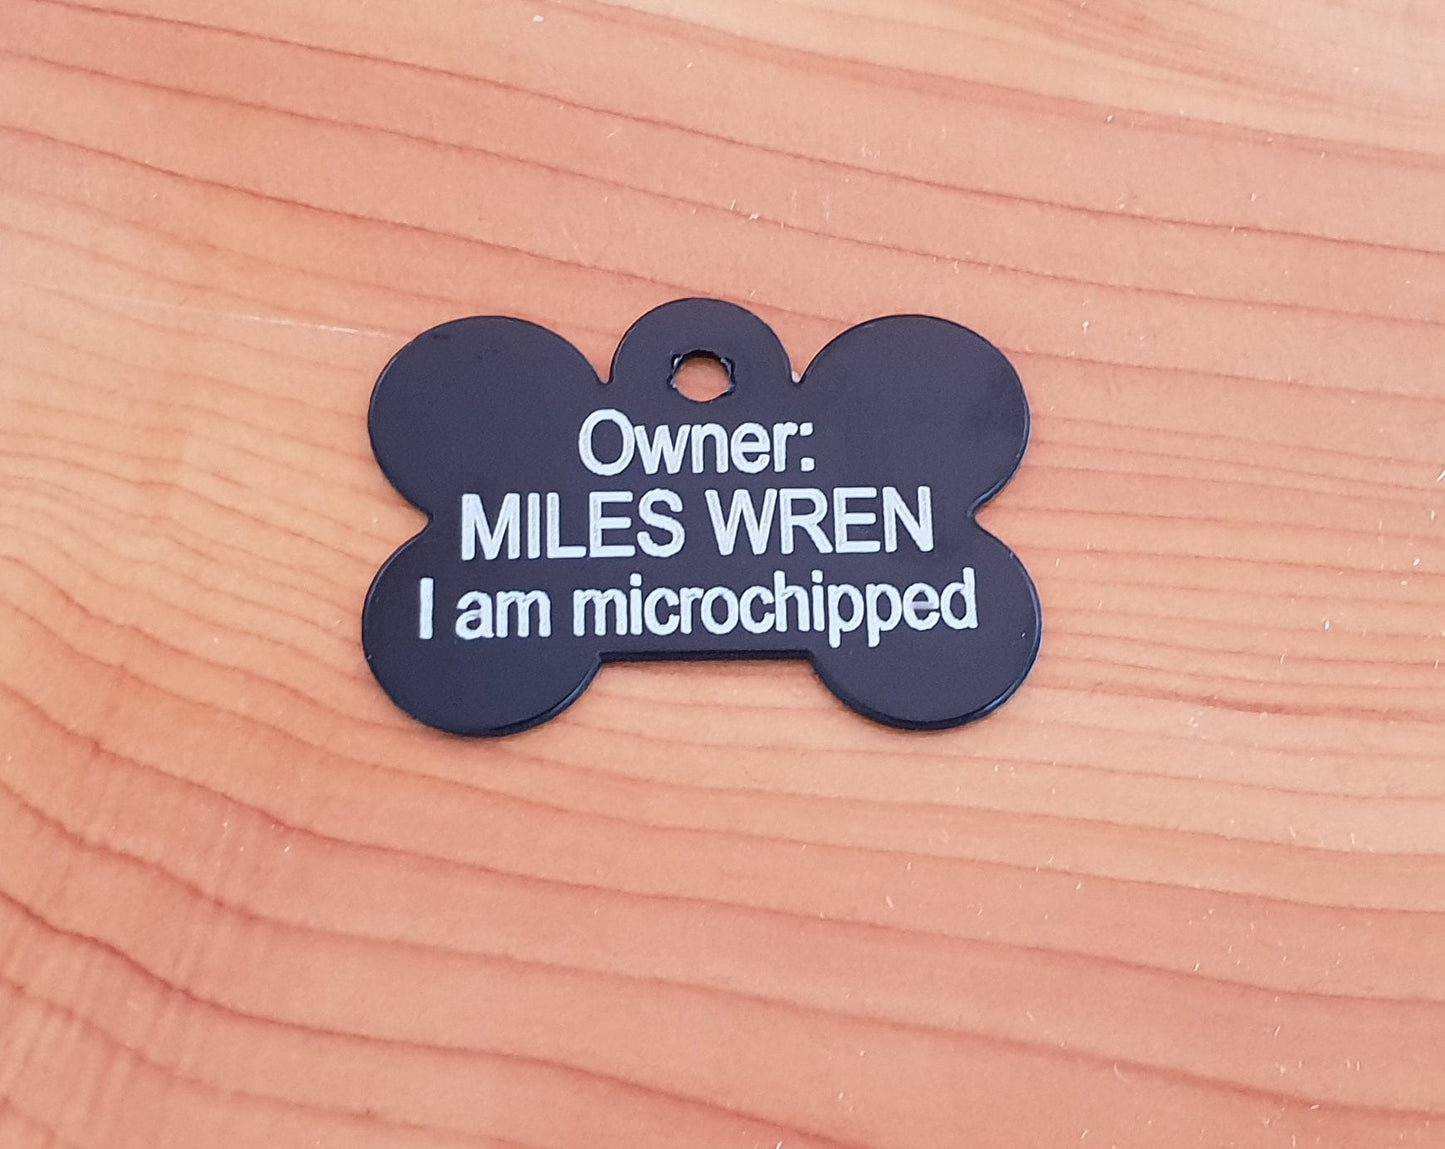 Owner:
MILES WREN
I am microchipped